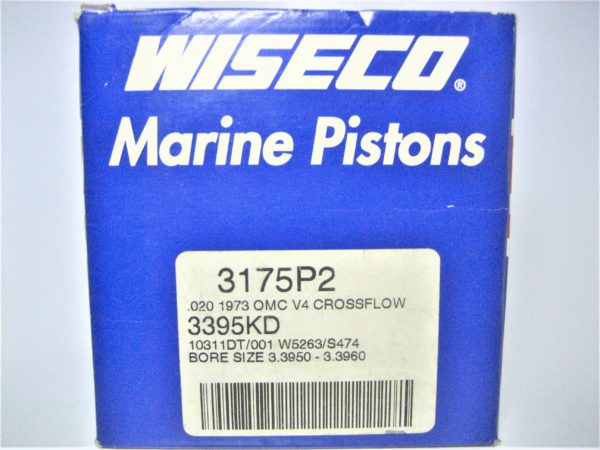 WISECO®
Marine Pistons
3175P2
.020 1973 OMC V4 CROSSFLOW
3395KD
10311DT/001 W5263/S474
BORE SIZE 3.3950 - 3.3960